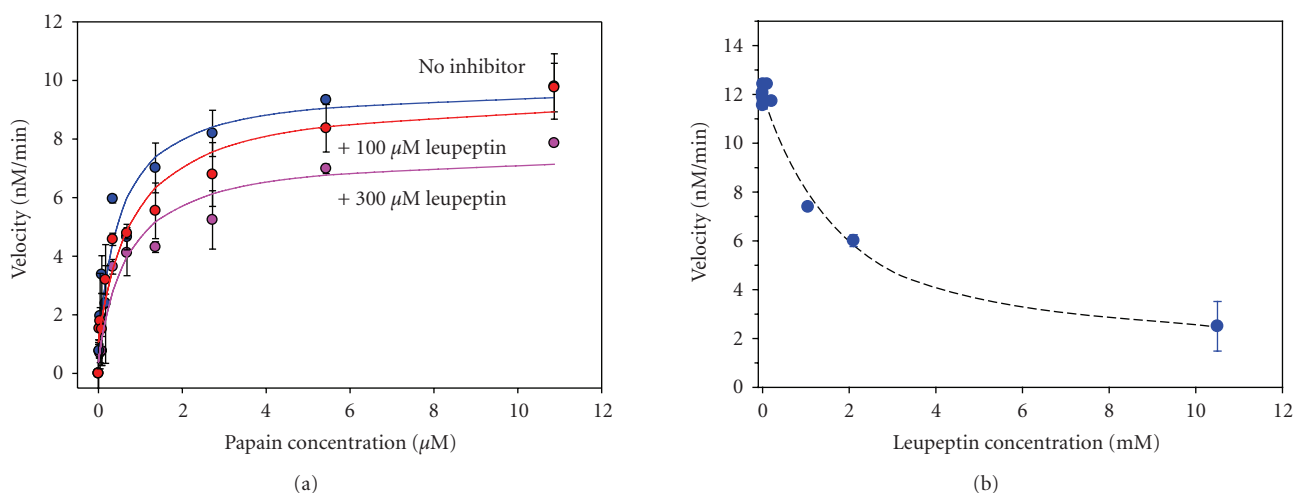 12
10
8
6
4
2
0
Velocity (nM/min)
No inhibitor
+ 100 µM leupeptin
+ 300 µM leupeptin
0 2 4 6 8 10 12
Papain concentration (µM)
(a)
14
12
10
8
6
4
2
0
Velocity (nM/min)
0 2 4 6 8 10 12
Leupeptin concentration (mM)
(b)